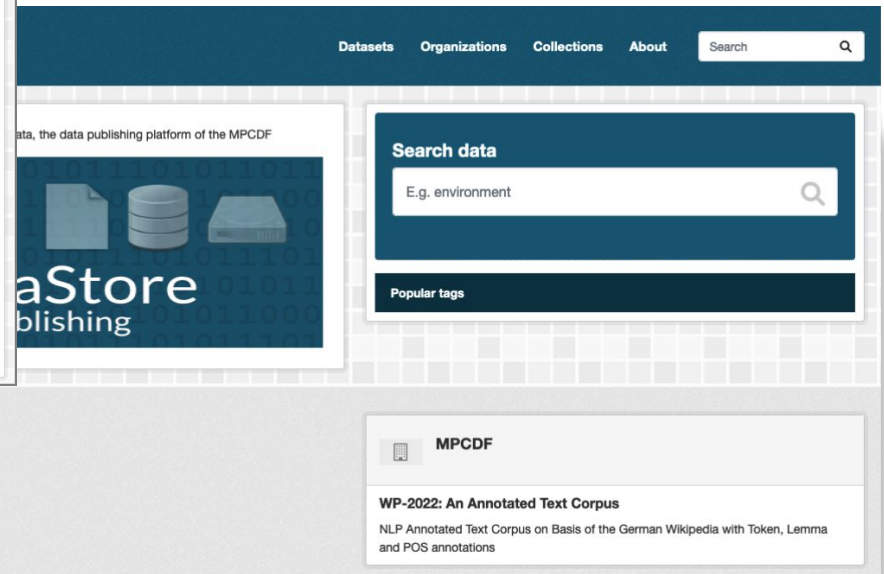 Datasets Organizations Collections About Search
ata, the data publishing platform of the MPCDF
aStore
blishing
Search data
E.g. environment
Popular tags
MPCDF
WP-2022: An Annotated Text Corpus
NLP Annotated Text Corpus on Basis of the German Wikipedia with Token, Lemma
and POS annotations